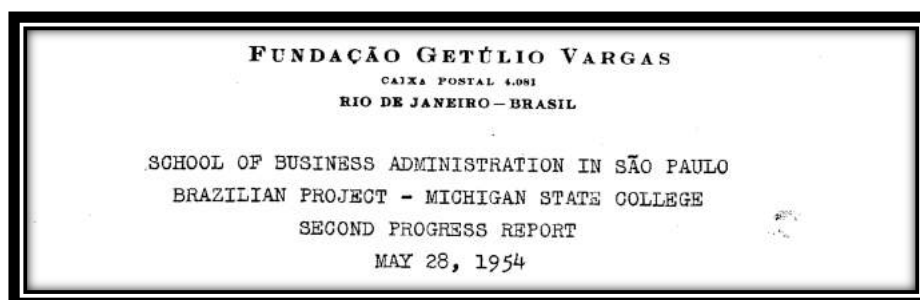 FUNDAÇÃO GETÚLIO VARGAS
CAIXA POSTAL 4.081
RIO DE JANEIRO — BRASIL
SCHOOL OF BUSINESS ADMINISTRATION IN SÃO PAULO
BRAZILIAN PROJECT - MICHIGAN STATE COLLEGE
SECOND PROGRESS REPORT
MAY 28, 1954